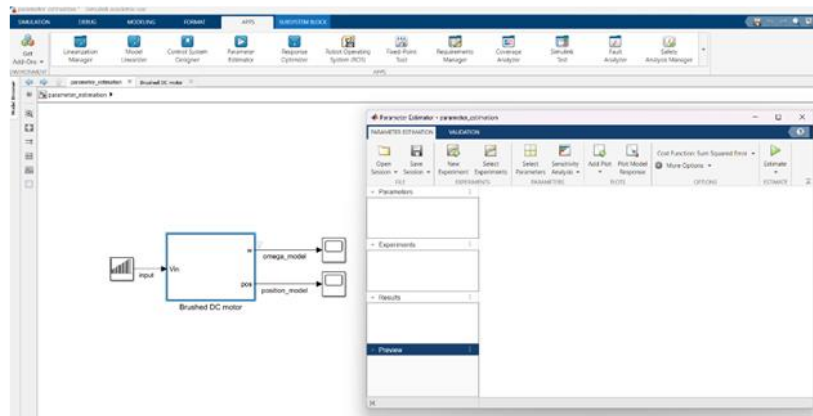 SIMULATION DEBUG MODELING FORMAT APPS SUBSYSTEM BLOCK
Get Add-Ons
Linearization Manager
Model Linearizer
Control System Designer
Parameter Estimator
Response Optimizer
Robot Operating System (ROS)
Fixed-Point Tool
Requirements Manager
Coverage Analyzer
Simulink Test
Fault Analyzer
Safety Analysis Manager
ENVIRONMENT APPS
parameter_estimation Brushed DC motor
parameter_estimation
Vin
w
pos
input
omega_model
position_model
Brushed DC motor
Parameter Estimator - parameter_estimation
PARAMETER ESTIMATION VALIDATION
Open Session
Save Session
New Experiment
Select Experiments
Select Parameters
Sensitivity Analysis
Add Plot
Plot Model Response
Cost Function: Sum Squared Error
More Options
Estimate
FILE EXPERIMENTS PARAMETERS PLOTS OPTIONS ESTIMATE
Parameters
Experiments
Results
Preview